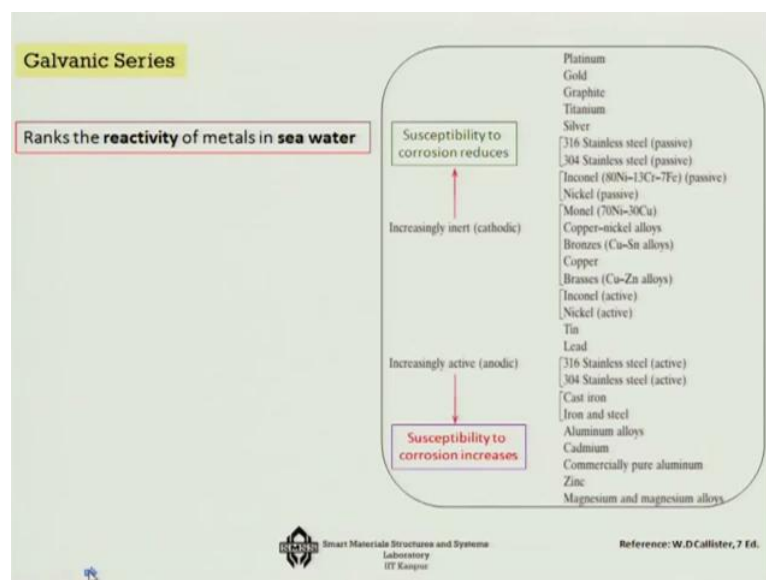 Galvanic Series
Ranks the reactivity of metals in sea water
Susceptibility to
corrosion reduces
Increasingly inert (cathodic)
Increasingly active (anodic)
Susceptibility to
corrosion increases
Platinum
Gold
Graphite
Titanium
Silver
316 Stainless steel (passive)
304 Stainless steel (passive)
Inconel (80Ni–13Cr–7Fe) (passive)
Nickel (passive)
Monel (70Ni–30Cu)
Copper–nickel alloys
Bronzes (Cu–Sn alloys)
Copper
Brasses (Cu–Zn alloys)
Inconel (active)
Nickel (active)
Tin
Lead
316 Stainless steel (active)
304 Stainless steel (active)
Cast iron
Iron and steel
Aluminum alloys
Cadmium
Commercially pure aluminum
Zinc
Magnesium and magnesium alloys
Smart Materials Structures and Systems
Laboratory
IIT Kanpur
Reference: W.D Callister, 7 Ed.